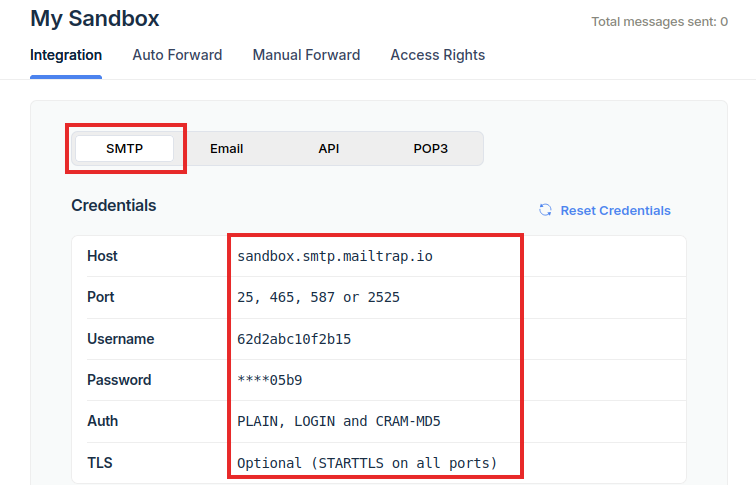 My Sandbox
Total messages sent: 0
Integration Auto Forward Manual Forward Access Rights
SMTP Email API POP3
Credentials
Reset Credentials
Host sandbox.smtp.mailtrap.io
Port 25, 465, 587 or 2525
Username 62d2abc10f2b15
Password ****05b9
Auth PLAIN, LOGIN and CRAM-MD5
TLS Optional (STARTTLS on all ports)